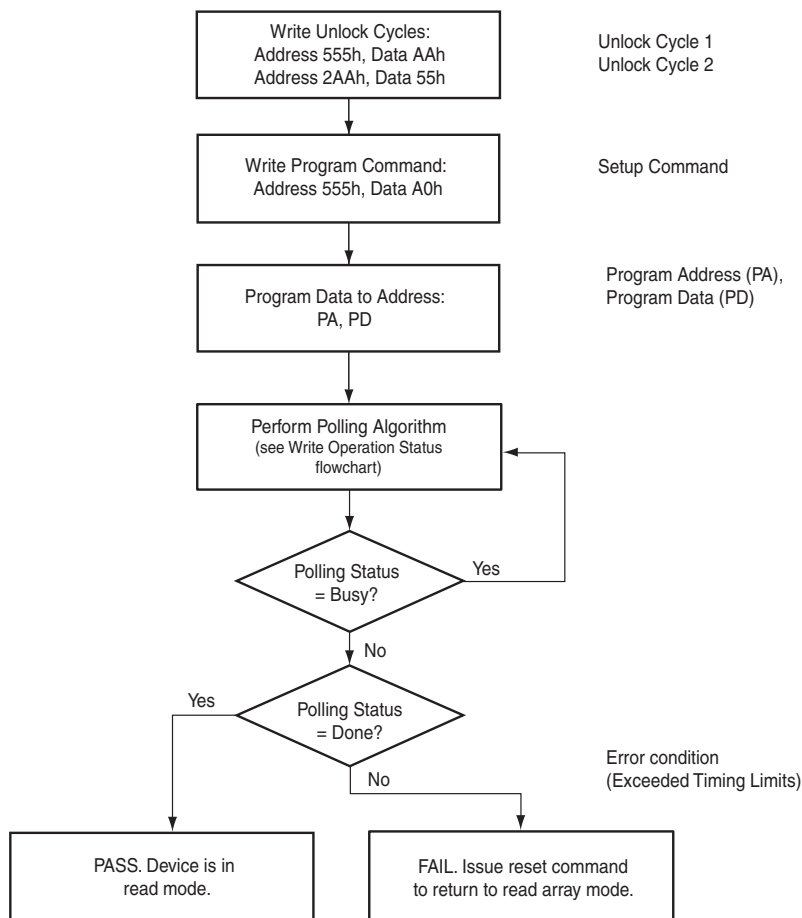 Write Unlock Cycles:
Address 555h, Data AAh
Address 2AAh, Data 55h
Unlock Cycle 1
Unlock Cycle 2
Write Program Command:
Address 555h, Data A0h
Setup Command
Program Data to Address:
PA, PD
Program Address (PA),
Program Data (PD)
Perform Polling Algorithm
(see Write Operation Status
flowchart)
Polling Status
= Busy?
Yes
No
Polling Status
= Done?
Yes
No
Error condition
(Exceeded Timing Limits)
PASS. Device is in
read mode.
FAIL. Issue reset command
to return to read array mode.